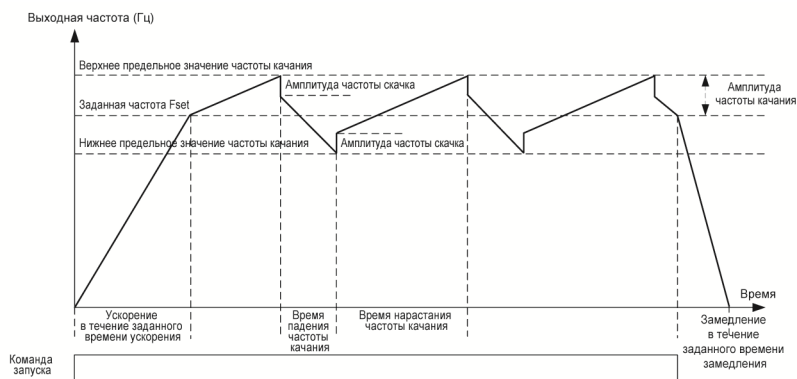 Выходная частота (Гц)
Верхнее предельное значение частоты качания
Амплитуда частоты скачка
Амплитуда
частоты качания
Заданная частота Fset
Нижнее предельное значение частоты качания
Амплитуда частоты скачка
Время
Ускорение
в течение заданного
времени ускорения
Время
падения
частоты
качания
Время нарастания
частоты качания
Замедление
в течение
заданного времени
замедления
Команда
запуска